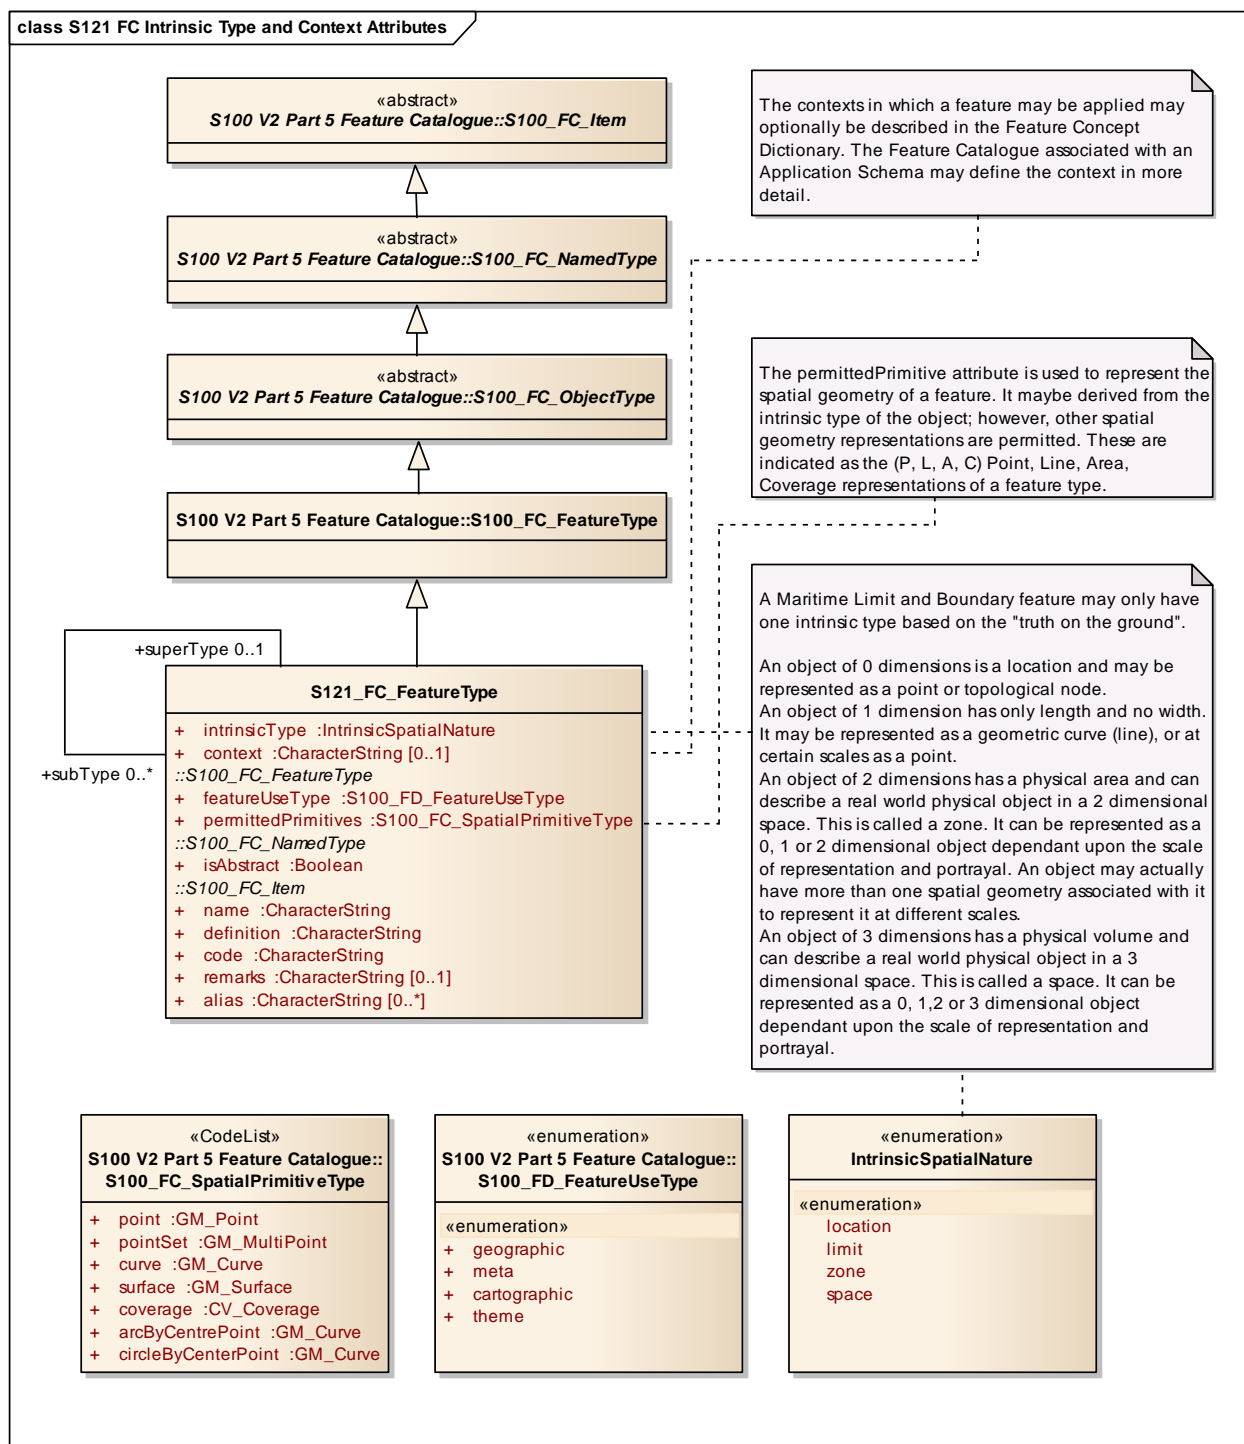 class S121 FC Intrinsic Type and Context Attributes
«abstract»
S100 V2 Part 5 Feature Catalogue::S100_FC_Item
The contexts in which a feature may be applied may
optionally be described in the Feature Concept
Dictionary. The Feature Catalogue associated with an
Application Schema may define the context in more
detail.
«abstract»
S100 V2 Part 5 Feature Catalogue::S100_FC_NamedType
«abstract»
S100 V2 Part 5 Feature Catalogue::S100_FC_ObjectType
The permittedPrimitive attribute is used to represent the
spatial geometry of a feature. It maybe derived from the
intrinsic type of the object; however, other spatial
geometry representations are permitted. These are
indicated as the (P, L, A, C) Point, Line, Area,
Coverage representations of a feature type.
S100 V2 Part 5 Feature Catalogue::S100_FC_FeatureType
+superType 0..1
+subType 0..*
S121_FC_FeatureType
+ intrinsicType :IntrinsicSpatialNature
+ context :CharacterString [0..1]
::S100_FC_FeatureType
+ featureUseType :S100_FD_FeatureUseType
+ permittedPrimitives :S100_FC_SpatialPrimitiveType
::S100_FC_NamedType
+ isAbstract :Boolean
::S100_FC_Item
+ name :CharacterString
+ definition :CharacterString
+ code :CharacterString
+ remarks :CharacterString [0..1]
+ alias :CharacterString [0..*]
A Maritime Limit and Boundary feature may only have
one intrinsic type based on the "truth on the ground".
An object of 0 dimensions is a location and may be
represented as a point or topological node.
An object of 1 dimension has only length and no width.
It may be represented as a geometric curve (line), or at
certain scales as a point.
An object of 2 dimensions has a physical area and can
describe a real world physical object in a 2 dimensional
space. This is called a zone. It can be represented as a
0, 1 or 2 dimensional object dependant upon the scale
of representation and portrayal. An object may actually
have more than one spatial geometry associated with it
to represent it at different scales.
An object of 3 dimensions has a physical volume and
can describe a real world physical object in a 3
dimensional space. This is called a space. It can be
represented as a 0, 1,2 or 3 dimensional object
dependant upon the scale of representation and
portrayal.
«CodeList»
S100 V2 Part 5 Feature Catalogue::
S100_FC_SpatialPrimitiveType
+ point :GM_Point
+ pointSet :GM_MultiPoint
+ curve :GM_Curve
+ surface :GM_Surface
+ coverage :CV_Coverage
+ arcByCentrePoint :GM_Curve
+ circleByCenterPoint :GM_Curve
«enumeration»
S100 V2 Part 5 Feature Catalogue::
S100_FD_FeatureUseType
«enumeration»
+ geographic
+ meta
+ cartographic
+ theme
«enumeration»
IntrinsicSpatialNature
«enumeration»
location
limit
zone
space